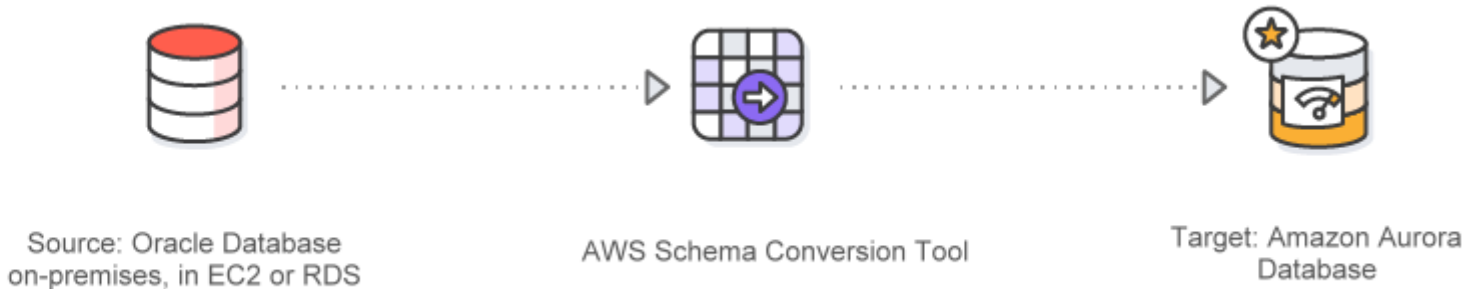 Source: Oracle Database
on-premises, in EC2 or RDS
AWS Schema Conversion Tool
Target: Amazon Aurora
Database